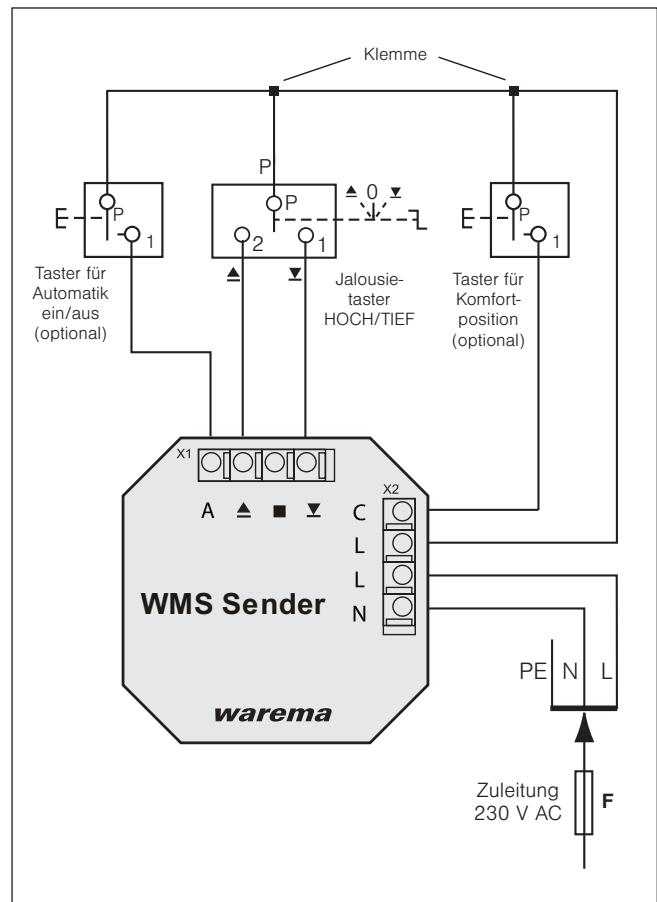 Klemme
P
P
1
P
2
1
0
P
1
Taster für
Automatik
ein/aus
(optional)
Jalousie-
taster
HOCH/TIEF
Taster für
Komfort-
position
(optional)
X1
A
X2
C
L
L
N
WMS Sender
warema
PE N L
Zuleitung
230 V AC
F